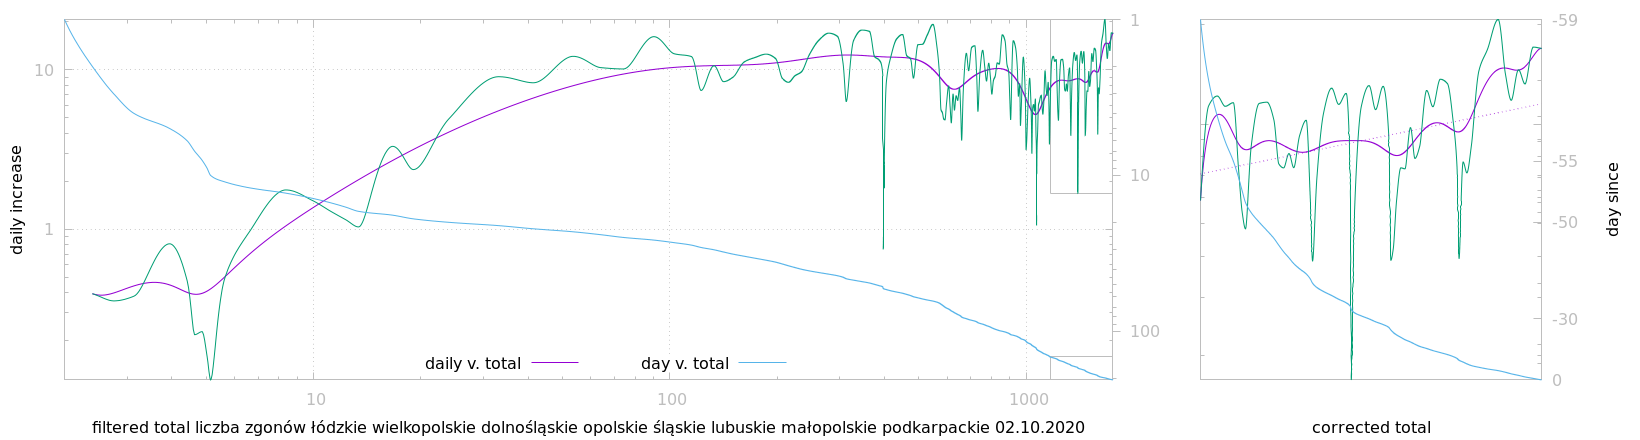 1
-59
10
daily increase
-55
10
day since
-50
1
-30
100
daily v. total
day v. total
0
10
100
1000
filtered total liczba zgonów łódzkie wielkopolskie dolnośląskie opolskie śląskie lubuskie małopolskie podkarpackie 02.10.2020
corrected total